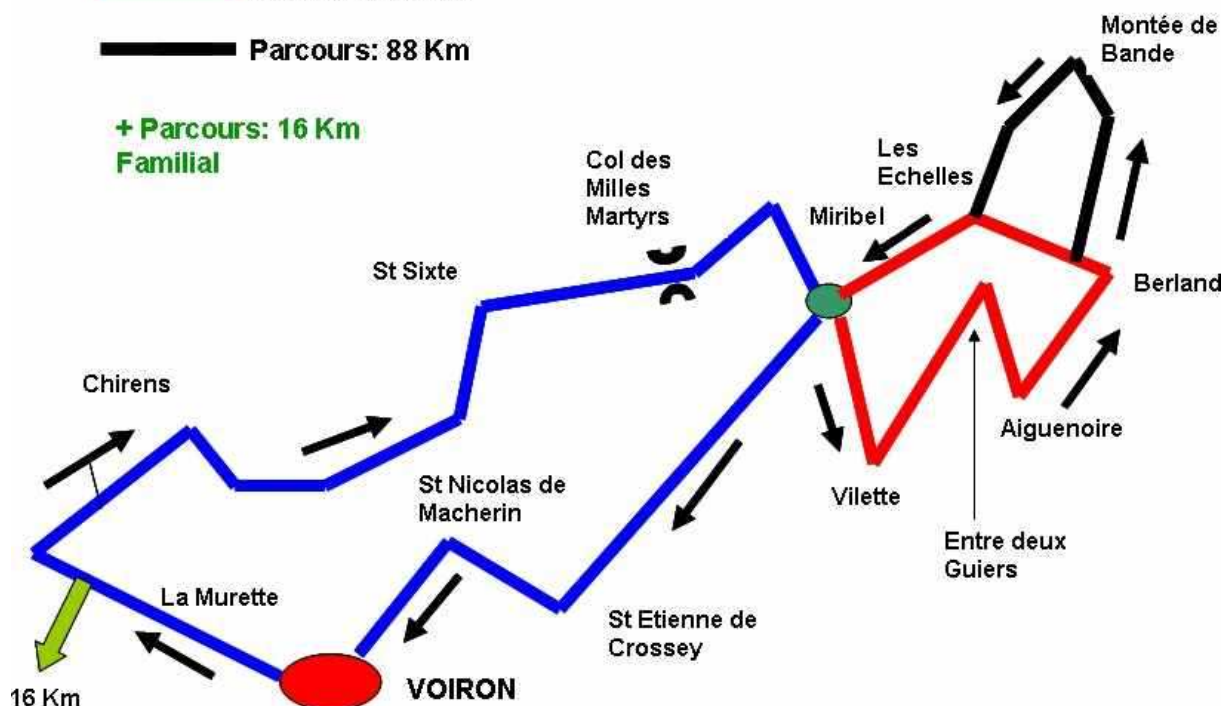 Parcours: 88 Km
+ Parcours: 16 Km
Familial
Montée de
Bande
Les
Echelles
Col des
Milles
Martyrs
Miribel
St Sixte
Berland
Chirens
Aiguenoire
St Nicolas de
Macherin
Vilette
Entre deux
Guiers
La Murette
St Etienne de
Crossey
16 Km
VOIRON